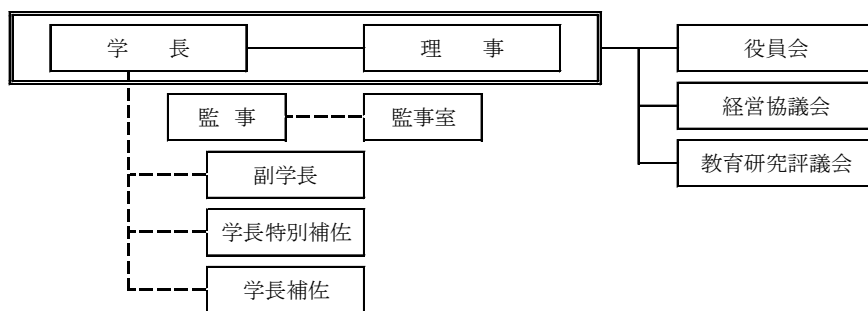 学　長
理　事
役員会
監　事
監事室
経営協議会
副学長
教育研究評議会
学長特別補佐
学長補佐